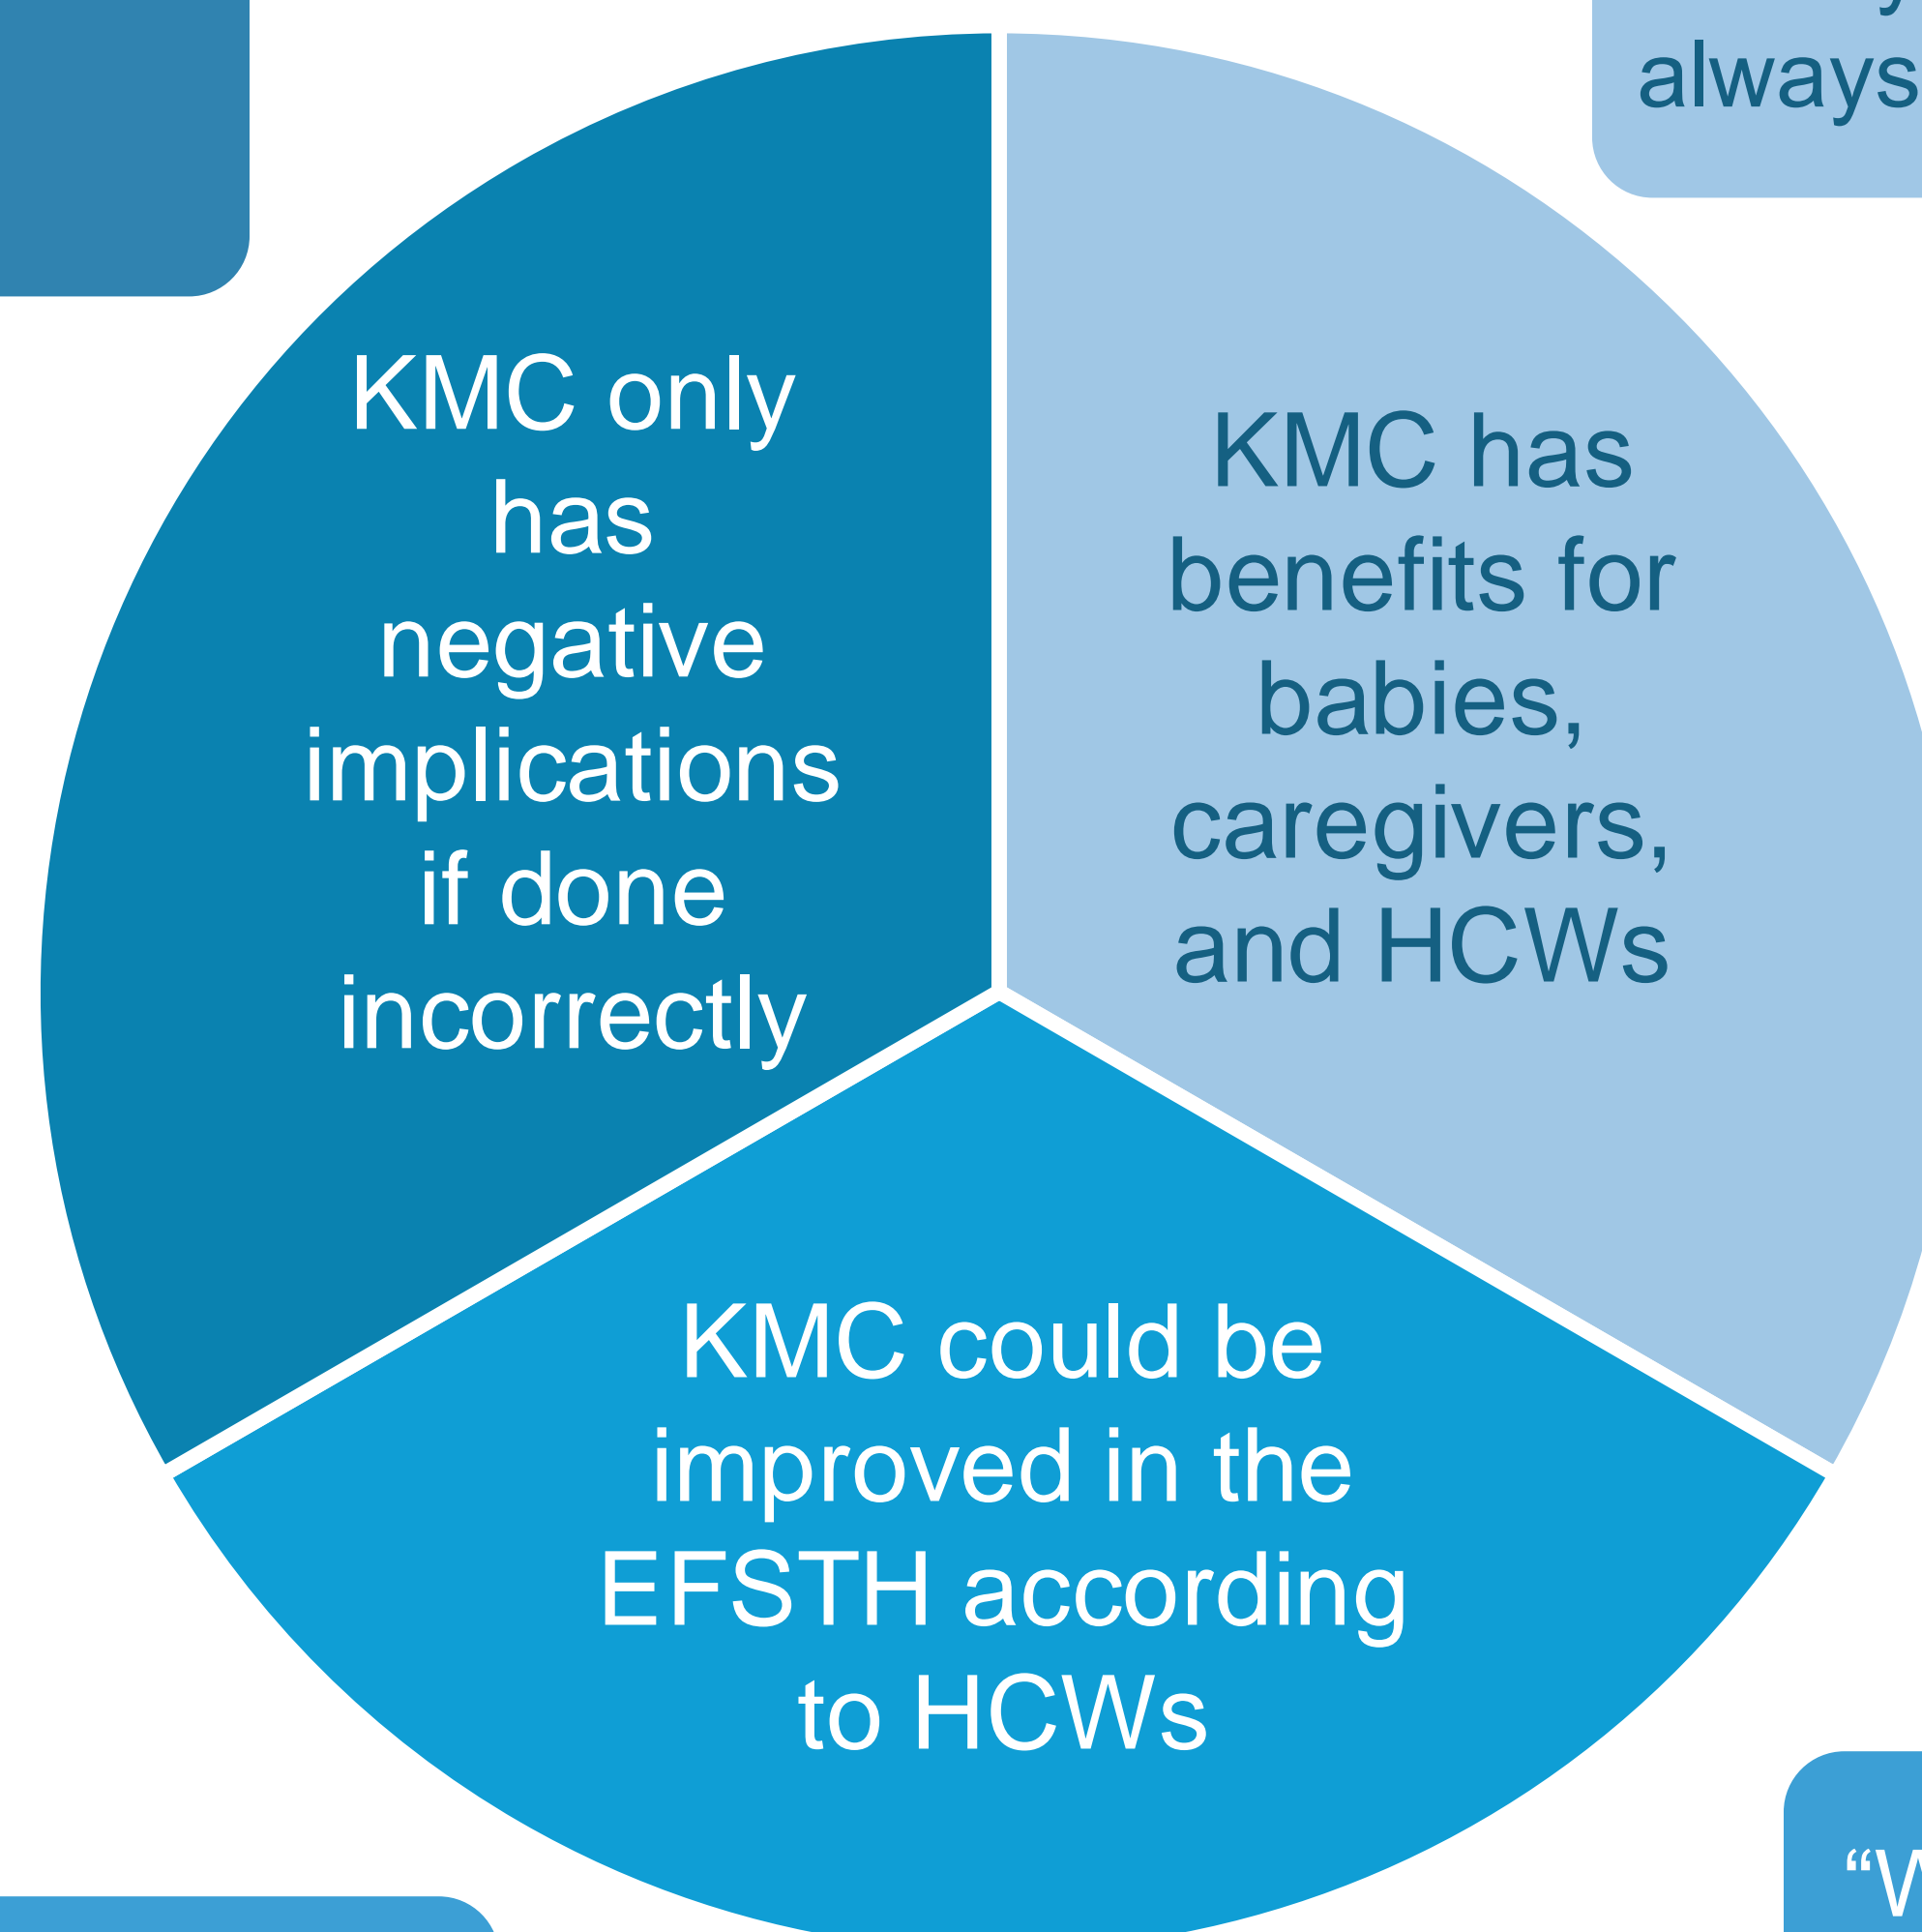 always
KMC only
has
negative
implications
if done
incorrectly
KMC has
benefits for
babies,
caregivers,
and HCWs
KMC could be
improved in the
EFSTH according
to HCWs